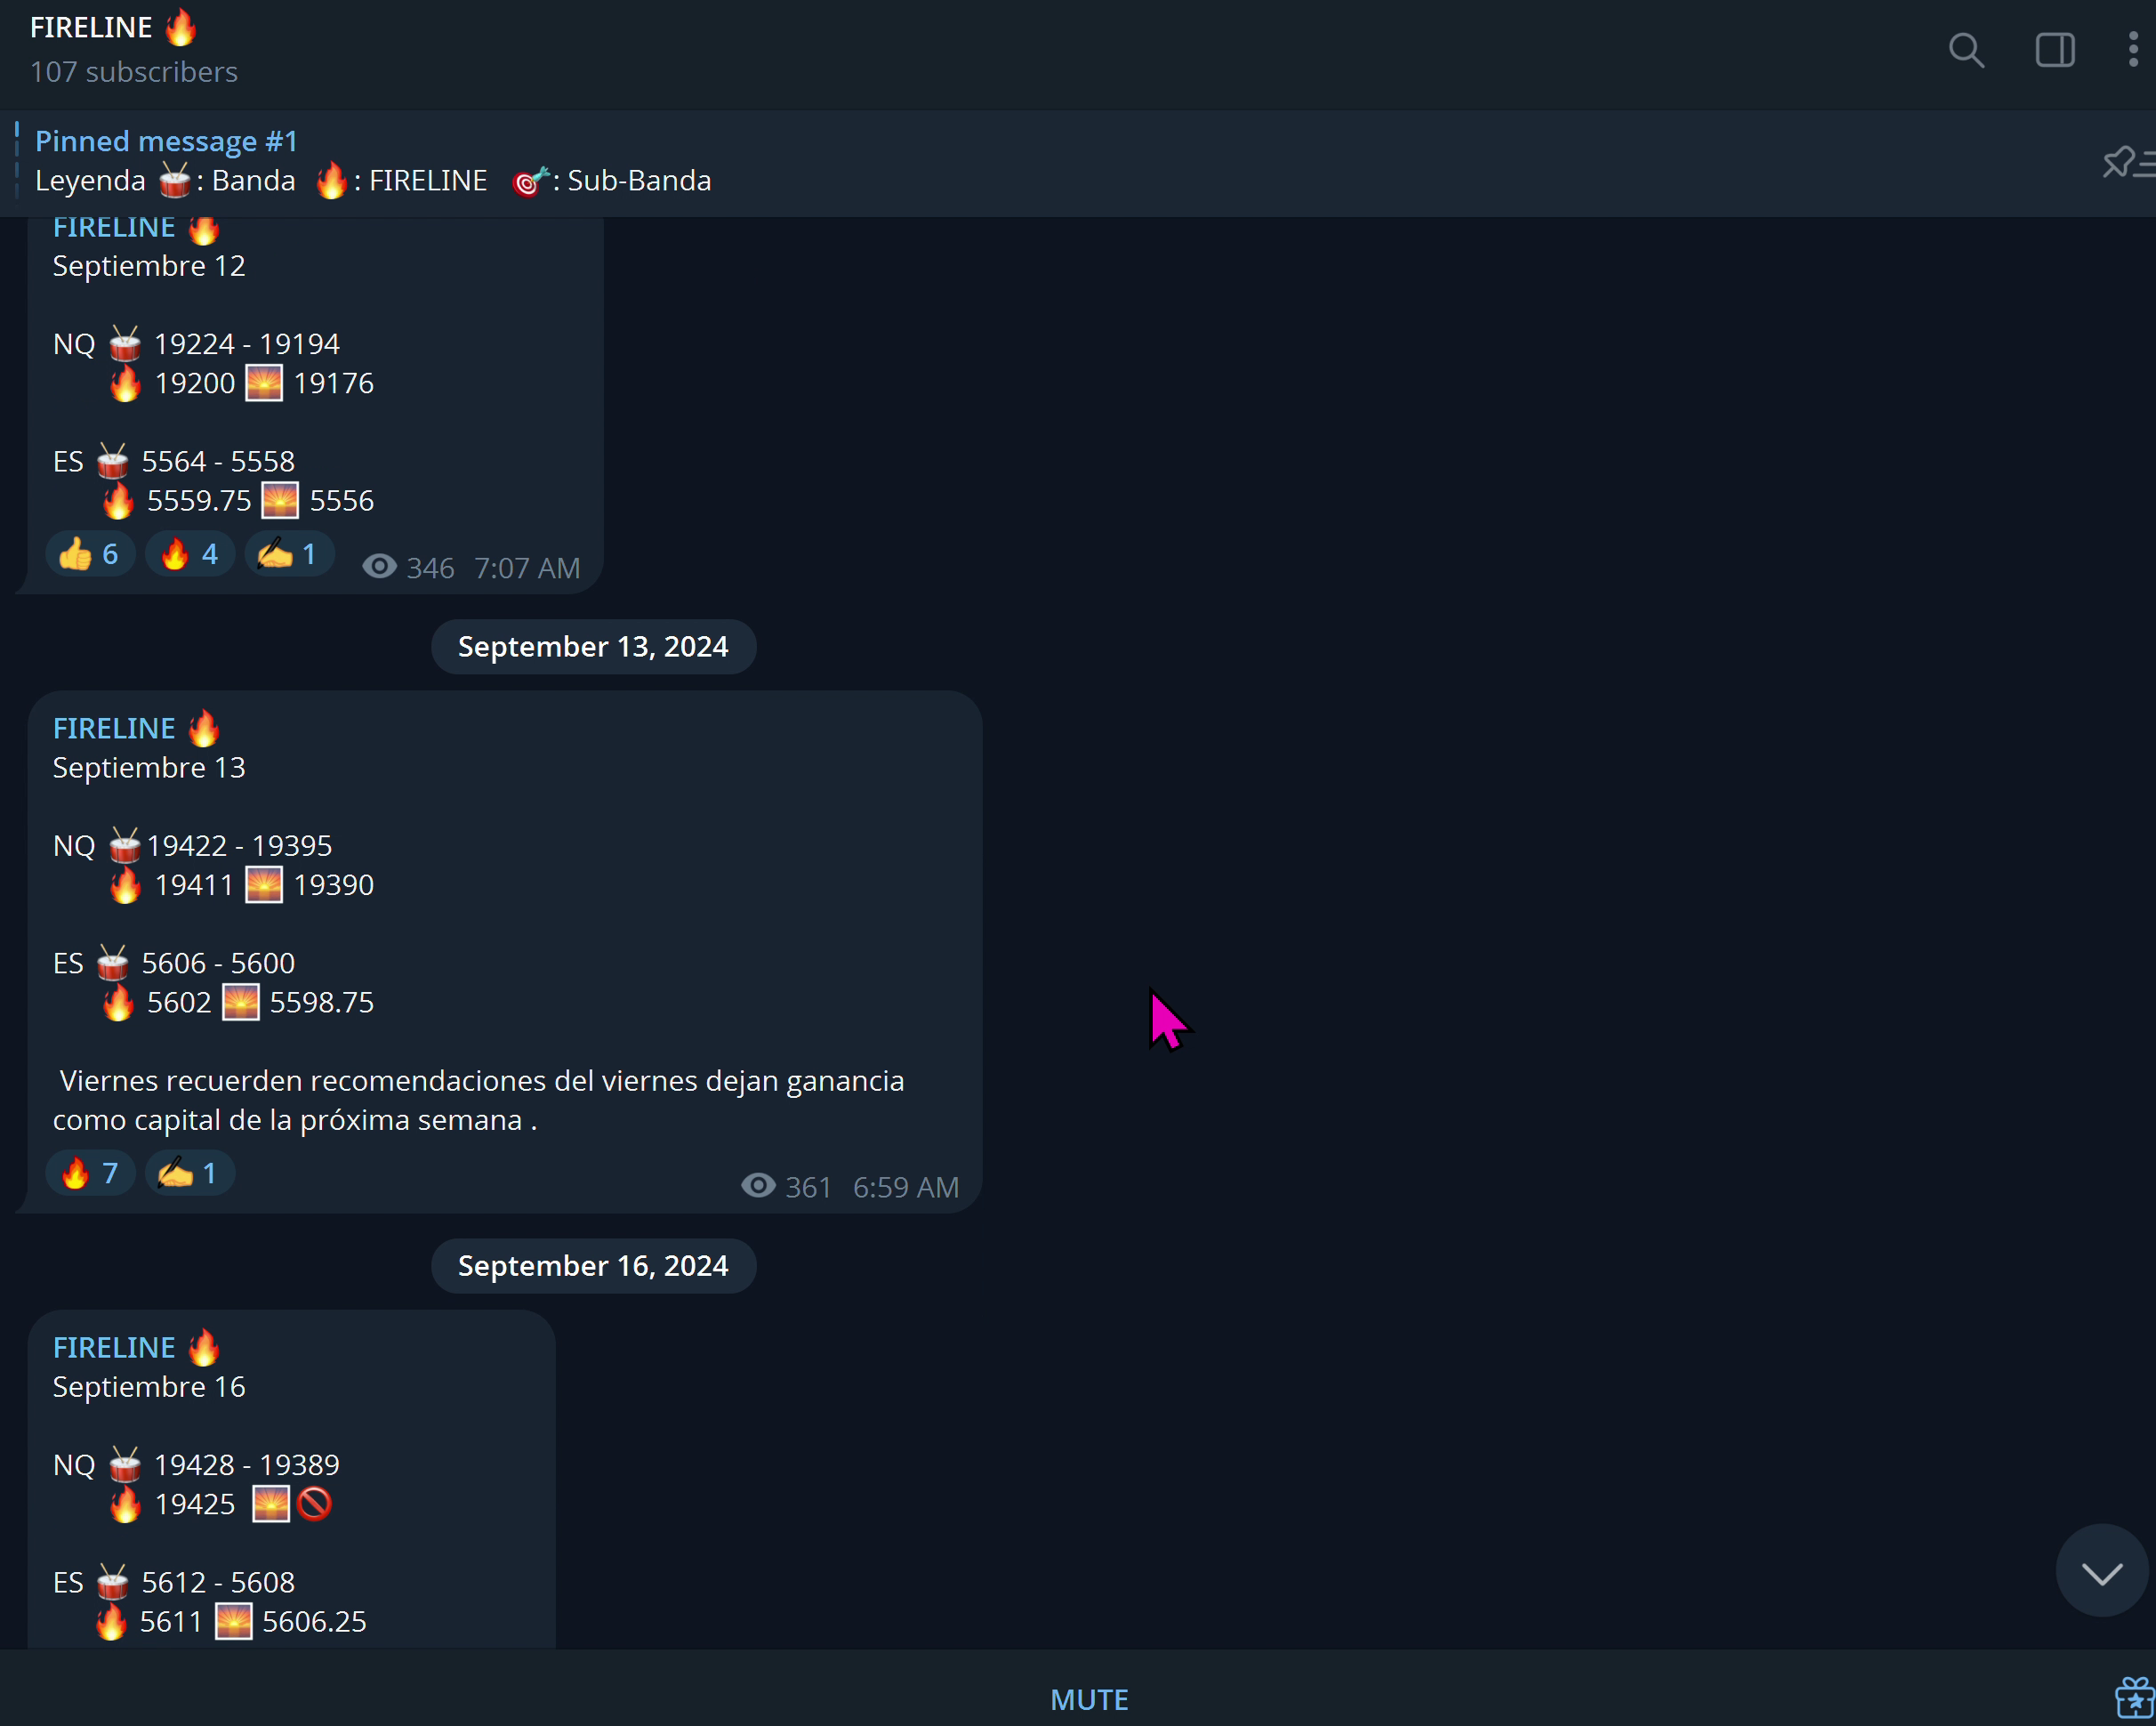 FIRELINE 🔥
107 subscribers
Pinned message #1
Leyenda 🥁: Banda 🔥: FIRELINE 🎯: Sub-Banda
FIRELINE 🔥
Septiembre 12
NQ 🥁 19224 - 19194
🔥 19200 🌅 19176
ES 🥁 5564 - 5558
🔥 5559.75 🌅 5556
👍 6 🔥 4 ✍️ 1 346 7:07 AM
September 13, 2024
FIRELINE 🔥
Septiembre 13
NQ 🥁19422 - 19395
🔥 19411 🌅 19390
ES 🥁 5606 - 5600
🔥 5602 🌅 5598.75
Viernes recuerden recomendaciones del viernes dejan ganancia
como capital de la próxima semana .
🔥 7 ✍️ 1 361 6:59 AM
September 16, 2024
FIRELINE 🔥
Septiembre 16
NQ 🥁 19428 - 19389
🔥 19425 🌅🚫
ES 🥁 5612 - 5608
🔥 5611 🌅 5606.25
MUTE